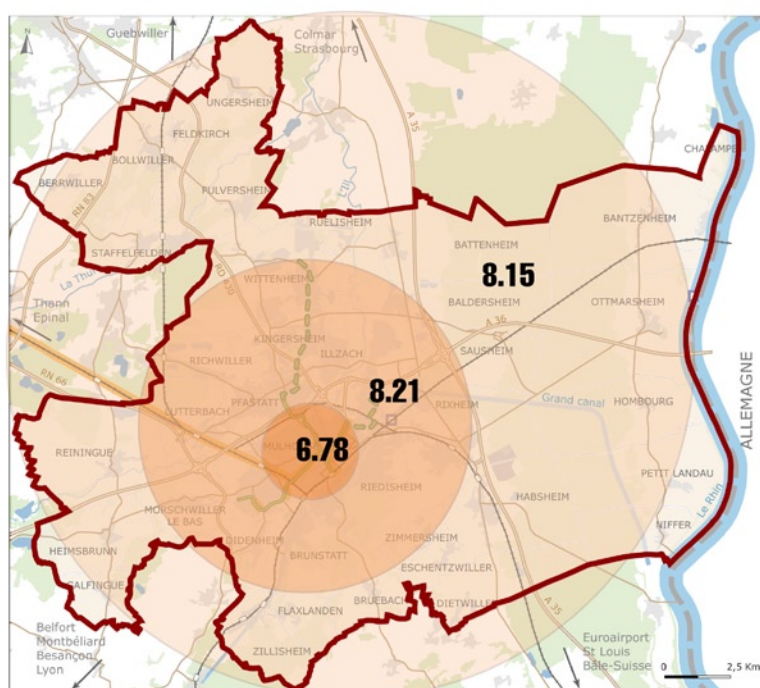 N
Guebwiller
Colmar
Strasbourg
UNGERSHEIM
A 35
FELDKIRCH
CHALAMPE
BOLLWILLER
BERRWILLER
PULVERSHEIM
L'Ill
RN 83
RUELISHEIM
BANTZENHEIM
STAFFELFELDEN
BATTENHEIM
La Thur
RD 430
WITTENHEIM
8.15
BALDERSHEIM
OTTMARSHEIM
Thann
Epinal
A 36
KINGERSHEIM
ILLZACH
SAUSHEIM
RICHWILLER
ALLEMAGNE
RN 66
PFASTATT
8.21
Grand canal
HOMBOURG
LUTTERBACH
RIXHEIM
REININGUE
6.78
PETIT LANDAU
RIEDISHEIM
HABSHEIM
Le Rhin
MORSCHWILLER
LE BAS
NIFFER
DIDENHEIM
ZIMMERSHEIM
HEIMSBRUNN
BRUNSTATT
ESCHENTZWILLER
GALFINGUE
BRUEBACH
DIETWILLER
FLAXLANDEN
A 35
Belfort
Montbéliard
Besançon
Lyon
ZILLISHEIM
Euroairport
St Louis
Bâle-Suisse
0 2,5 Km